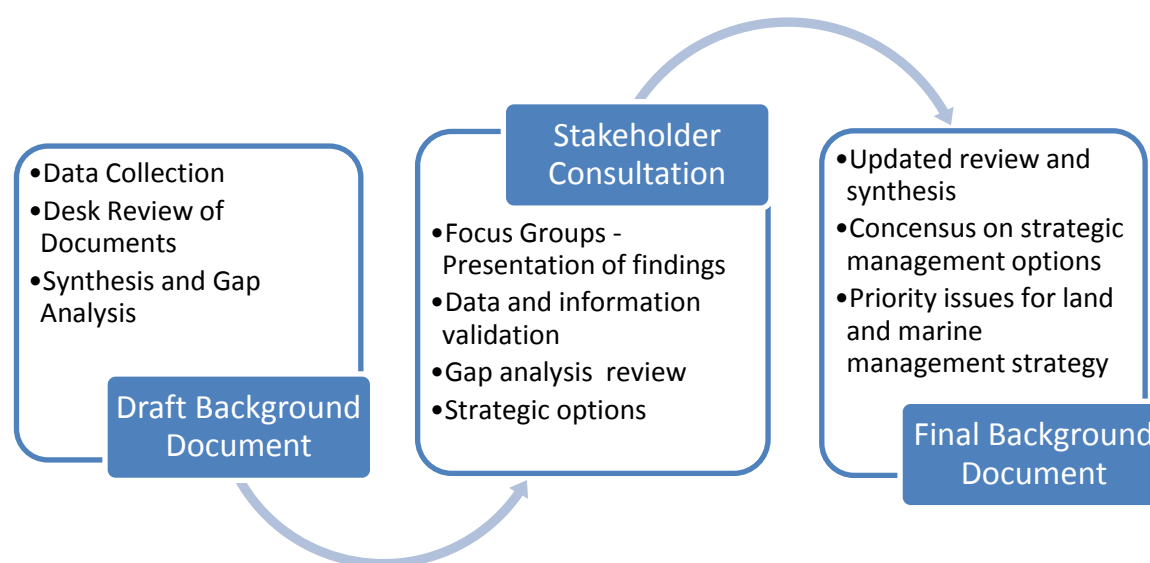 •Data Collection
•Desk Review of
Documents
•Synthesis and Gap
Analysis
Draft Background
Document
Stakeholder
Consultation
•Focus Groups -
Presentation of findings
•Data and information
validation
•Gap analysis  review
•Strategic options
•Updated review and
synthesis
•Concensus on strategic
management options
•Priority issues for land
and marine
management strategy
Final Background
Document